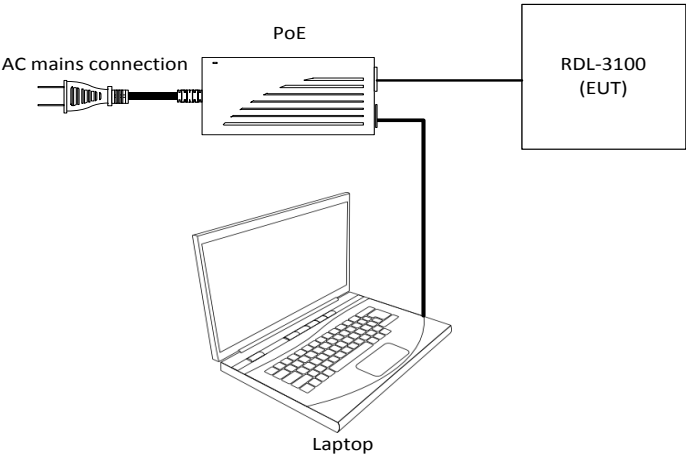 PoE
AC mains connection
RDL-3100
(EUT)
Laptop